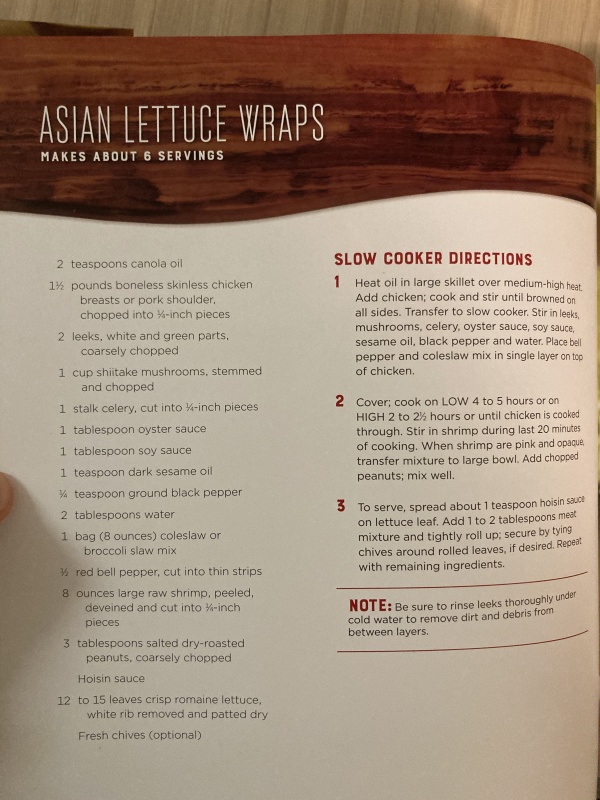 ASIAN LETTUCE WRAPS
MAKES ABOUT 6 SERVINGS
2 teaspoons canola oil
1½ pounds boneless skinless chicken
breasts or pork shoulder,
chopped into ¼-inch pieces
2 leeks, white and green parts,
coarsely chopped
1 cup shiitake mushrooms, stemmed
and chopped
1 stalk celery, cut into ¼-inch pieces
1 tablespoon oyster sauce
1 tablespoon soy sauce
1 teaspoon dark sesame oil
¼ teaspoon ground black pepper
2 tablespoons water
1 bag (8 ounces) coleslaw or
broccoli slaw mix
½ red bell pepper, cut into thin strips
8 ounces large raw shrimp, peeled,
deveined and cut into ¼-inch
pieces
3 tablespoons salted dry-roasted
peanuts, coarsely chopped
Hoisin sauce
12 to 15 leaves crisp romaine lettuce,
white rib removed and patted dry
Fresh chives (optional)
SLOW COOKER DIRECTIONS
1 Heat oil in large skillet over medium-high heat.
Add chicken; cook and stir until browned on
all sides. Transfer to slow cooker. Stir in leeks,
mushrooms, celery, oyster sauce, soy sauce,
sesame oil, black pepper and water. Place bell
pepper and coleslaw mix in single layer on top
of chicken.
2 Cover; cook on LOW 4 to 5 hours or on
HIGH 2 to 2½ hours or until chicken is cooked
through. Stir in shrimp during last 20 minutes
of cooking. When shrimp are pink and opaque,
transfer mixture to large bowl. Add chopped
peanuts; mix well.
3 To serve, spread about 1 teaspoon hoisin sauce
on lettuce leaf. Add 1 to 2 tablespoons meat
mixture and tightly roll up; secure by tying
chives around rolled leaves, if desired. Repeat
with remaining ingredients.
NOTE: Be sure to rinse leeks thoroughly under
cold water to remove dirt and debris from
between layers.